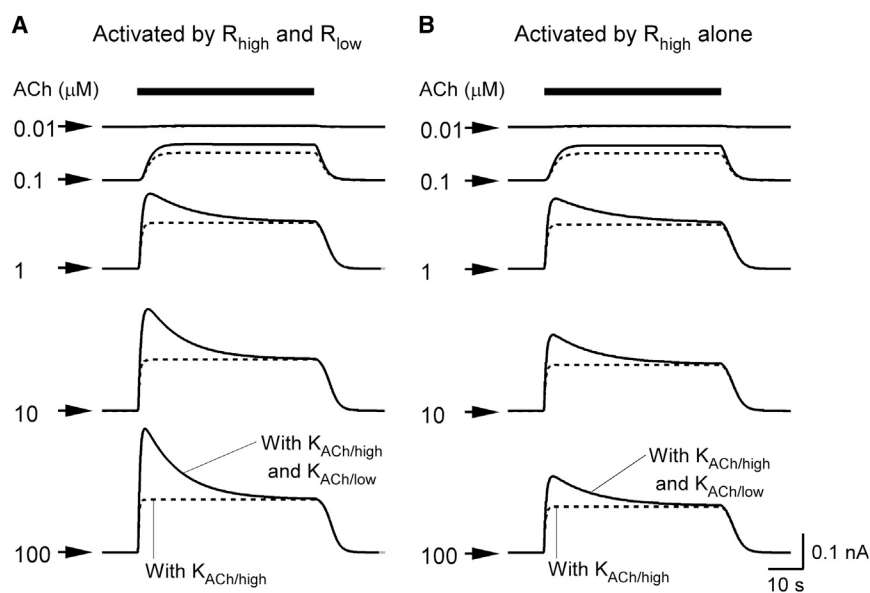 A
Activated by R_high and R_low
ACh (μM)
0.01
0.1
1
10
With K_ACh/high
and K_ACh/low
100
With K_ACh/high
B
Activated by R_high alone
ACh (μM)
0.01
0.1
1
10
With K_ACh/high
and K_ACh/low
100
With K_ACh/high
0.1 nA
10 s